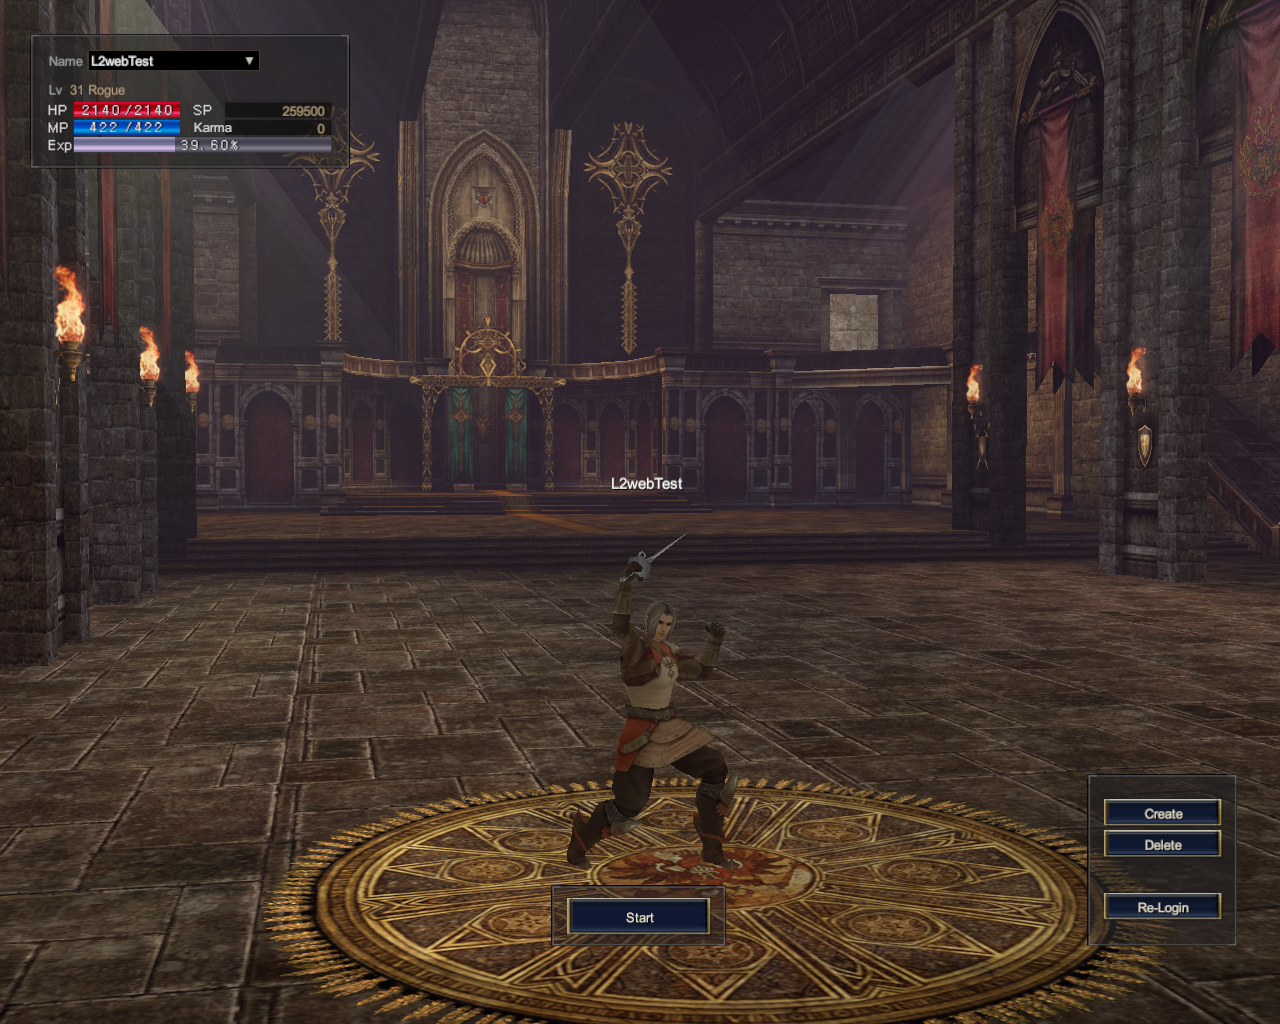 Name L2webTest
Lv 31 Rogue
HP 2140/2140 SP 259500
MP 422/422 Karma 0
Exp 39.60%
L2webTest
Create
Delete
Start
Re-Login